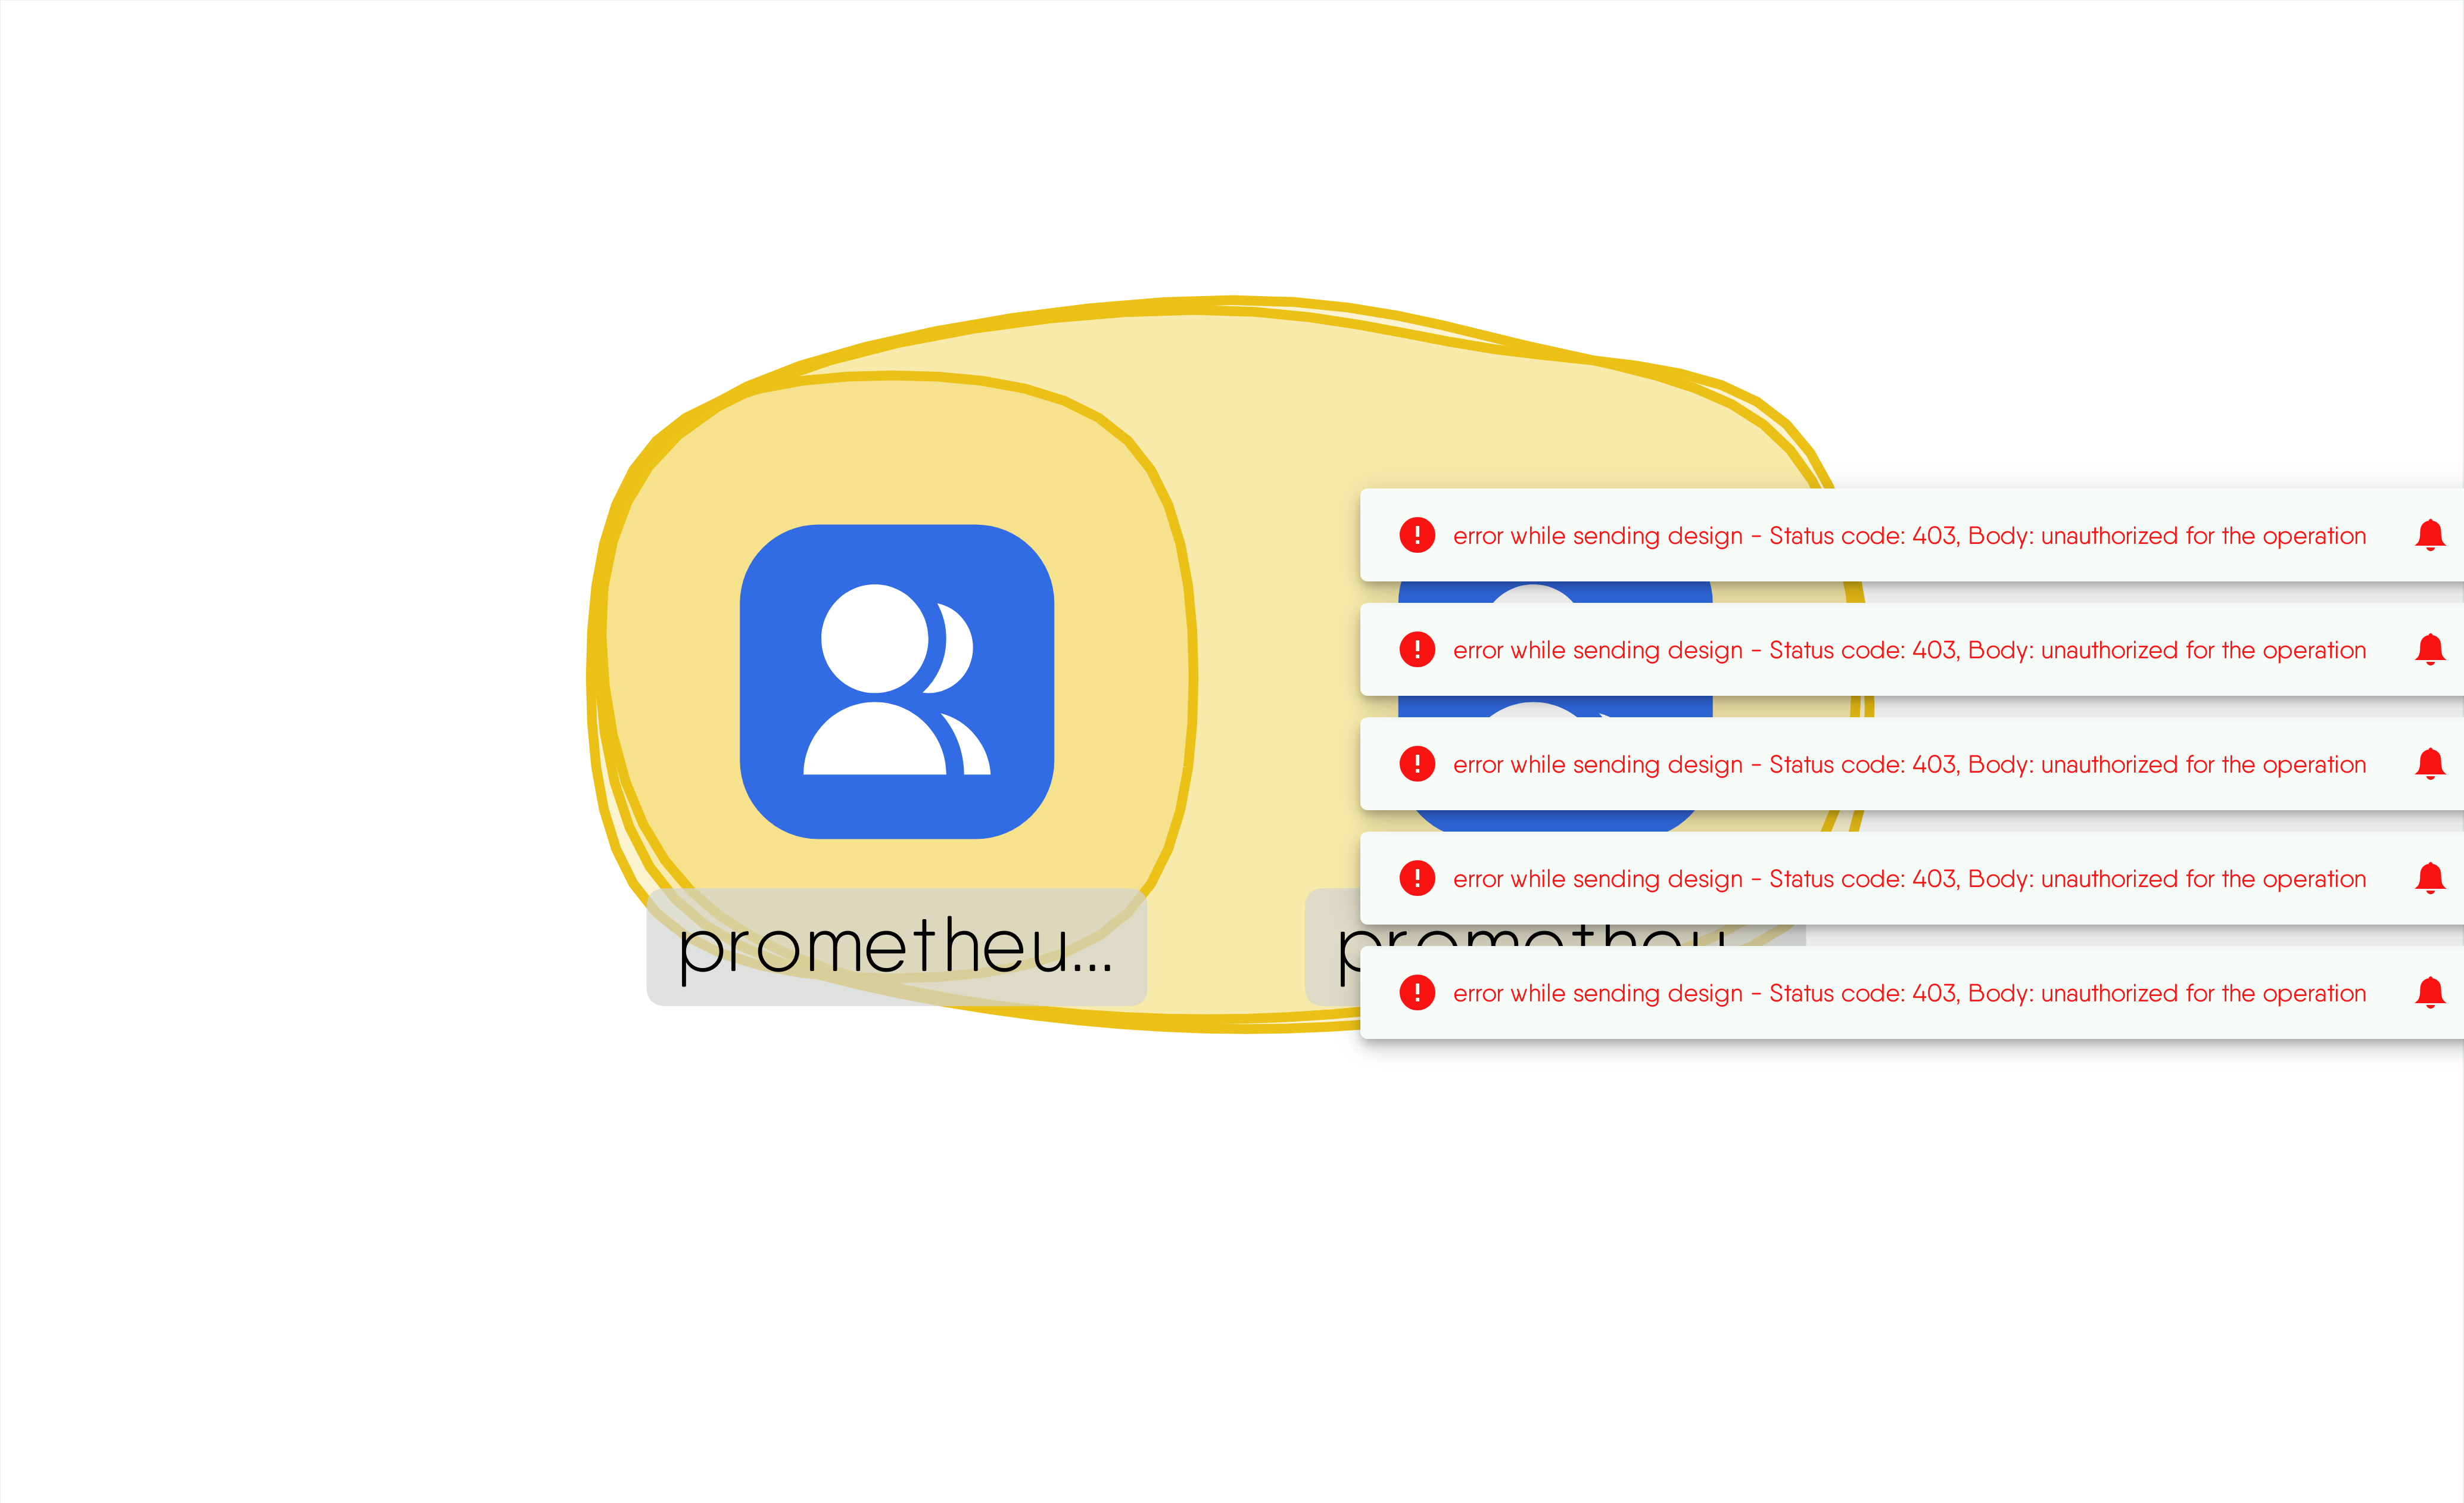 error while sending design - Status code: 403, Body: unauthorized for the operation
error while sending design - Status code: 403, Body: unauthorized for the operation
error while sending design - Status code: 403, Body: unauthorized for the operation
error while sending design - Status code: 403, Body: unauthorized for the operation
prometheu...
prometheu
error while sending design - Status code: 403, Body: unauthorized for the operation